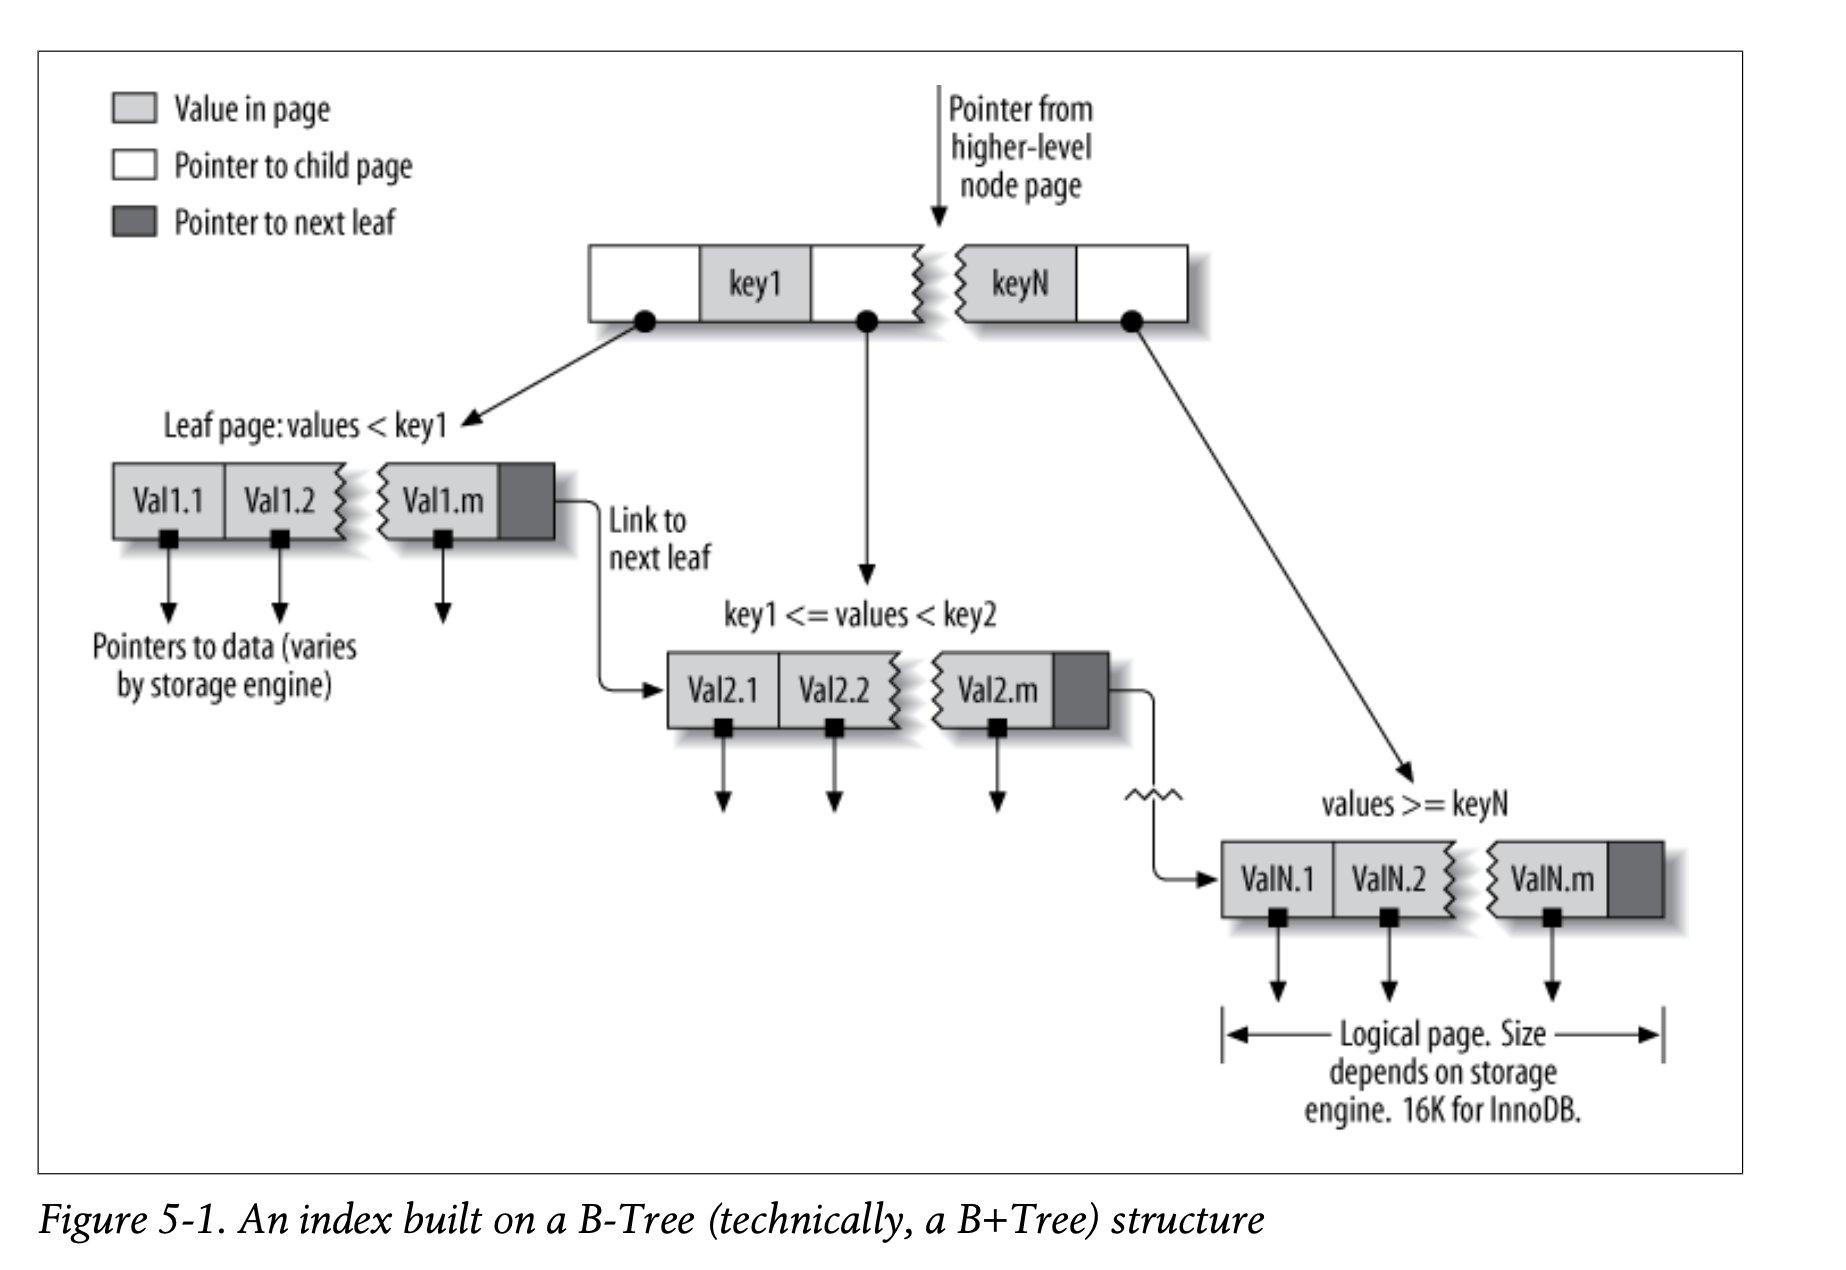 Value in page
Pointer to child page
Pointer to next leaf
Pointer from
higher-level
node page
key1
keyN
Leaf page: values < key1
Val1.1
Val1.2
Val1.m
Link to
next leaf
Pointers to data (varies
by storage engine)
key1 <= values < key2
Val2.1
Val2.2
Val2.m
values >= keyN
ValN.1
ValN.2
ValN.m
Logical page. Size
depends on storage
engine. 16K for InnoDB.
Figure 5-1. An index built on a B-Tree (technically, a B+Tree) structure